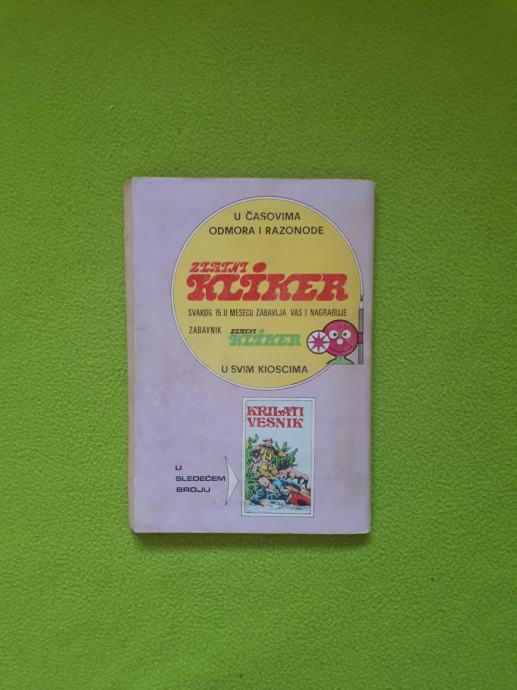 U ČASOVIMA
ODMORA I RAZONODE
ZLATNI
KLIKER
SVAKOG 15. U MESECU ZABAVLJA VAS I NAGRAĐUJE
ZABAVNIK ZLATNI KLIKER
U SVIM KIOSCIMA
KRILATI
VESNIK
U
SLEDEĆEM
BROJU